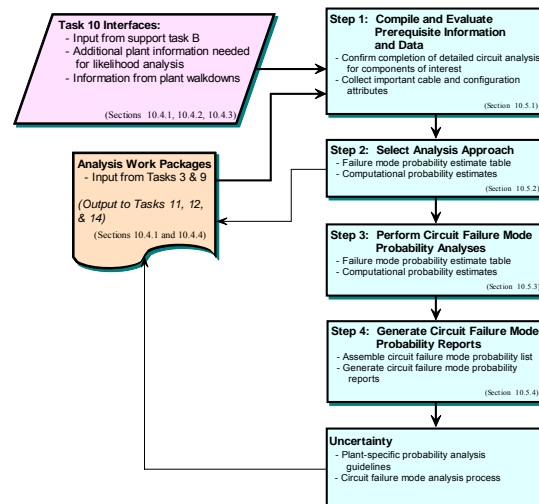 Task 10 Interfaces:
- Input from support task B
- Additional plant information needed
for likelihood analysis
- Information from plant walkdowns
(Sections 10.4.1, 10.4.2, 10.4.3)
Step 1: Compile and Evaluate
Prerequisite Information
and Data
- Confirm completion of detailed circuit analysis
for components of interest
- Collect important cable and configuration
attributes
(Section 10.5.1)
Analysis Work Packages
- Input from Tasks 3 & 9
(Output to Tasks 11, 12,
& 14)
(Sections 10.4.1 and 10.4.4)
Step 2: Select Analysis Approach
- Failure mode probability estimate table
- Computational probability estimates
(Section 10.5.2)
Step 3: Perform Circuit Failure Mode
Probability Analyses
- Failure mode probability estimate table
- Computational probability estimates
(Section 10.5.3)
Step 4: Generate Circuit Failure Mode
Probability Reports
- Assemble circuit failure mode probability list
- Generate circuit failure mode probability
reports
(Section 10.5.4)
Uncertainty
- Plant-specific probability analysis
guidelines
- Circuit failure mode analysis process